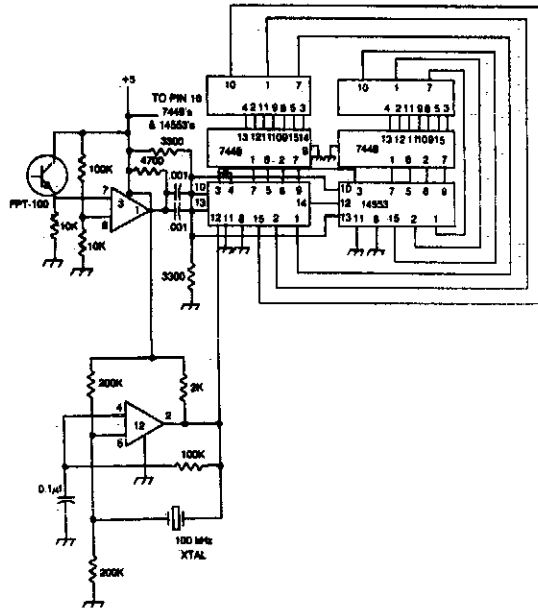 10 1 7
10 1 7
+5
TO PIN 16
7448's
& 14553's
4 2 11 9 8 5 3
4 2 11 9 8 5 3
13 12 11 10 9 15 14
13 12 11 10 9 15
7448
8
7448
1 6 2 7
1 6 2 7
3300
4700
100K
.001
FPT-100
7
6
3
1
10
13
3 4 7 5 6 9
14
12 11 8 15 2 1
10
3 7 5 6 9
12
14553
13
11 8 15 2 1
10K
10K
.001
3300
200K
2K
4
5
12
2
100K
0.1µf
100 kHz
XTAL
200K